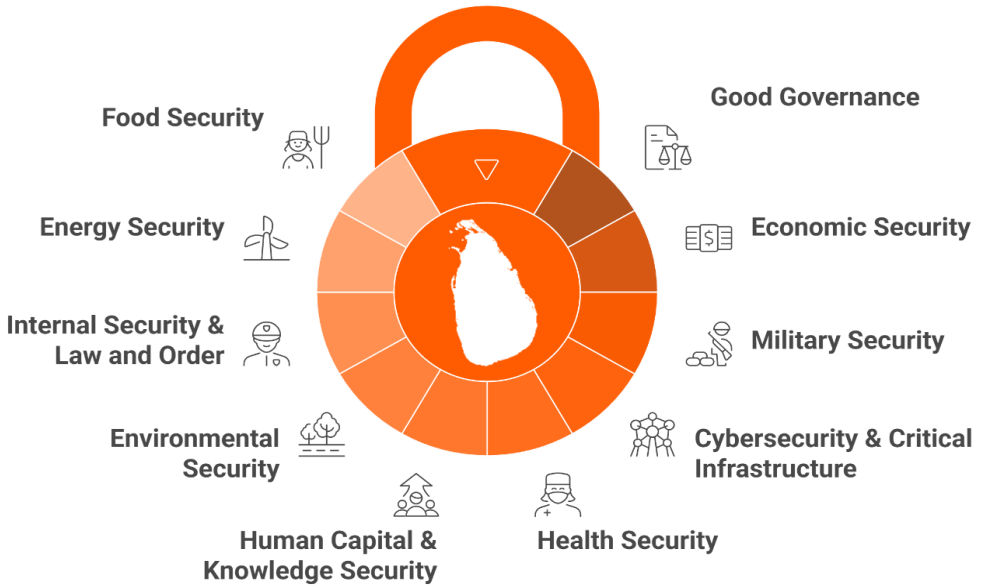 Good Governance
Food Security
Energy Security
Economic Security
$
Internal Security &
Law and Order
Military Security
Environmental
Security
Cybersecurity & Critical
Infrastructure
Human Capital &
Knowledge Security
Health Security